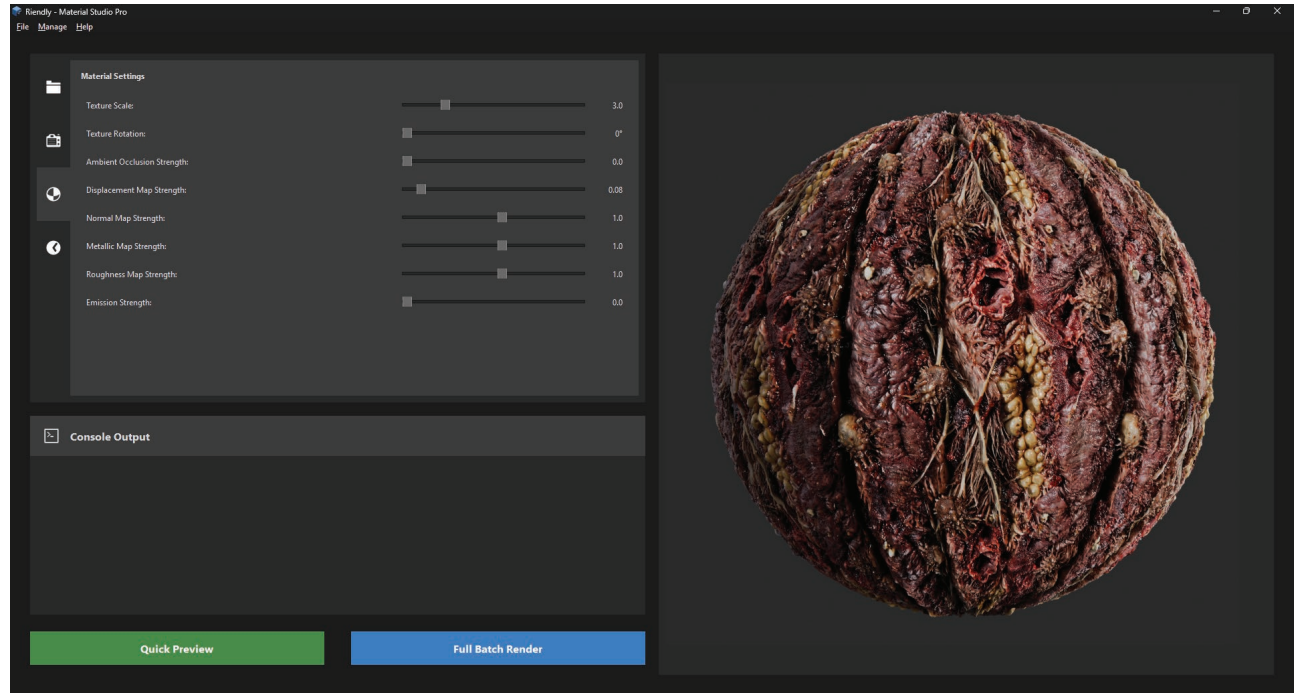 Riendly - Material Studio Pro
File Manage Help
Material Settings
Texture Scale: 3.0
Texture Rotation: 0°
Ambient Occlusion Strength: 0.0
Displacement Map Strength: 0.08
Normal Map Strength: 1.0
Metallic Map Strength: 1.0
Roughness Map Strength: 1.0
Emission Strength: 0.0
Console Output
Quick Preview Full Batch Render